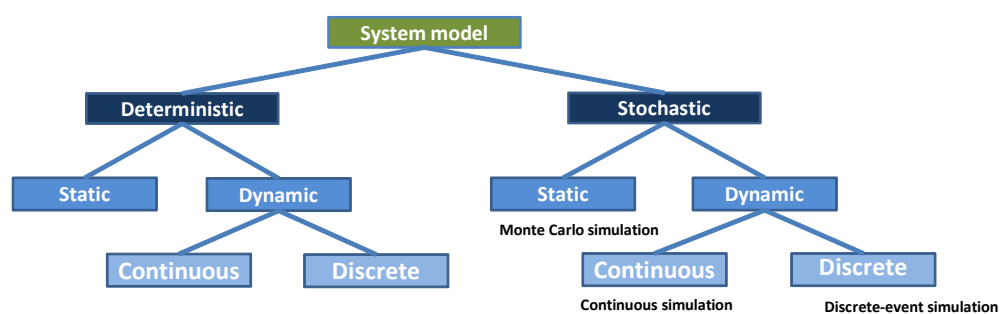 System model
Deterministic
Stochastic
Static
Dynamic
Static
Dynamic
Monte Carlo simulation
Continuous
Discrete
Continuous
Discrete
Continuous simulation
Discrete-event simulation